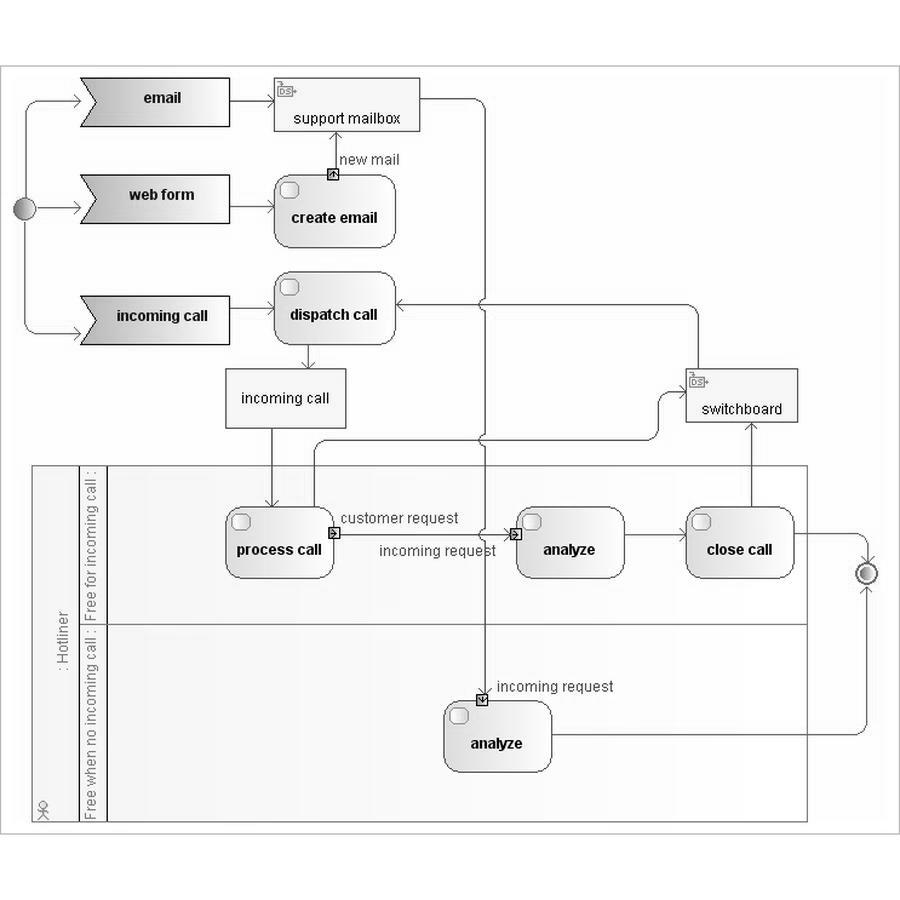 email
DS
support mailbox
new mail
web form
create email
incoming call
dispatch call
incoming call
DS
switchboard
: Hotliner
Free for incoming call :
process call
customer request
incoming request
analyze
close call
Free when no incoming call :
incoming request
analyze